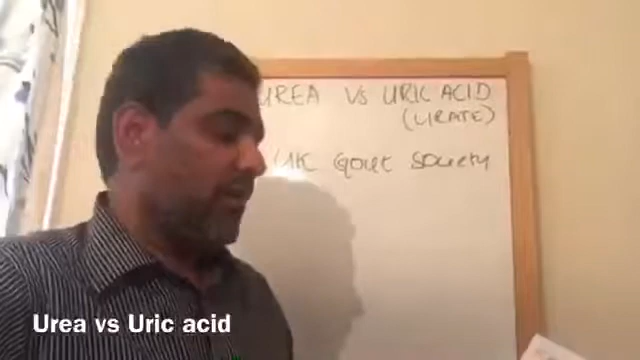 UREA VS URIC ACID
(URATE)
UK Gout Society
Urea vs Uric acid